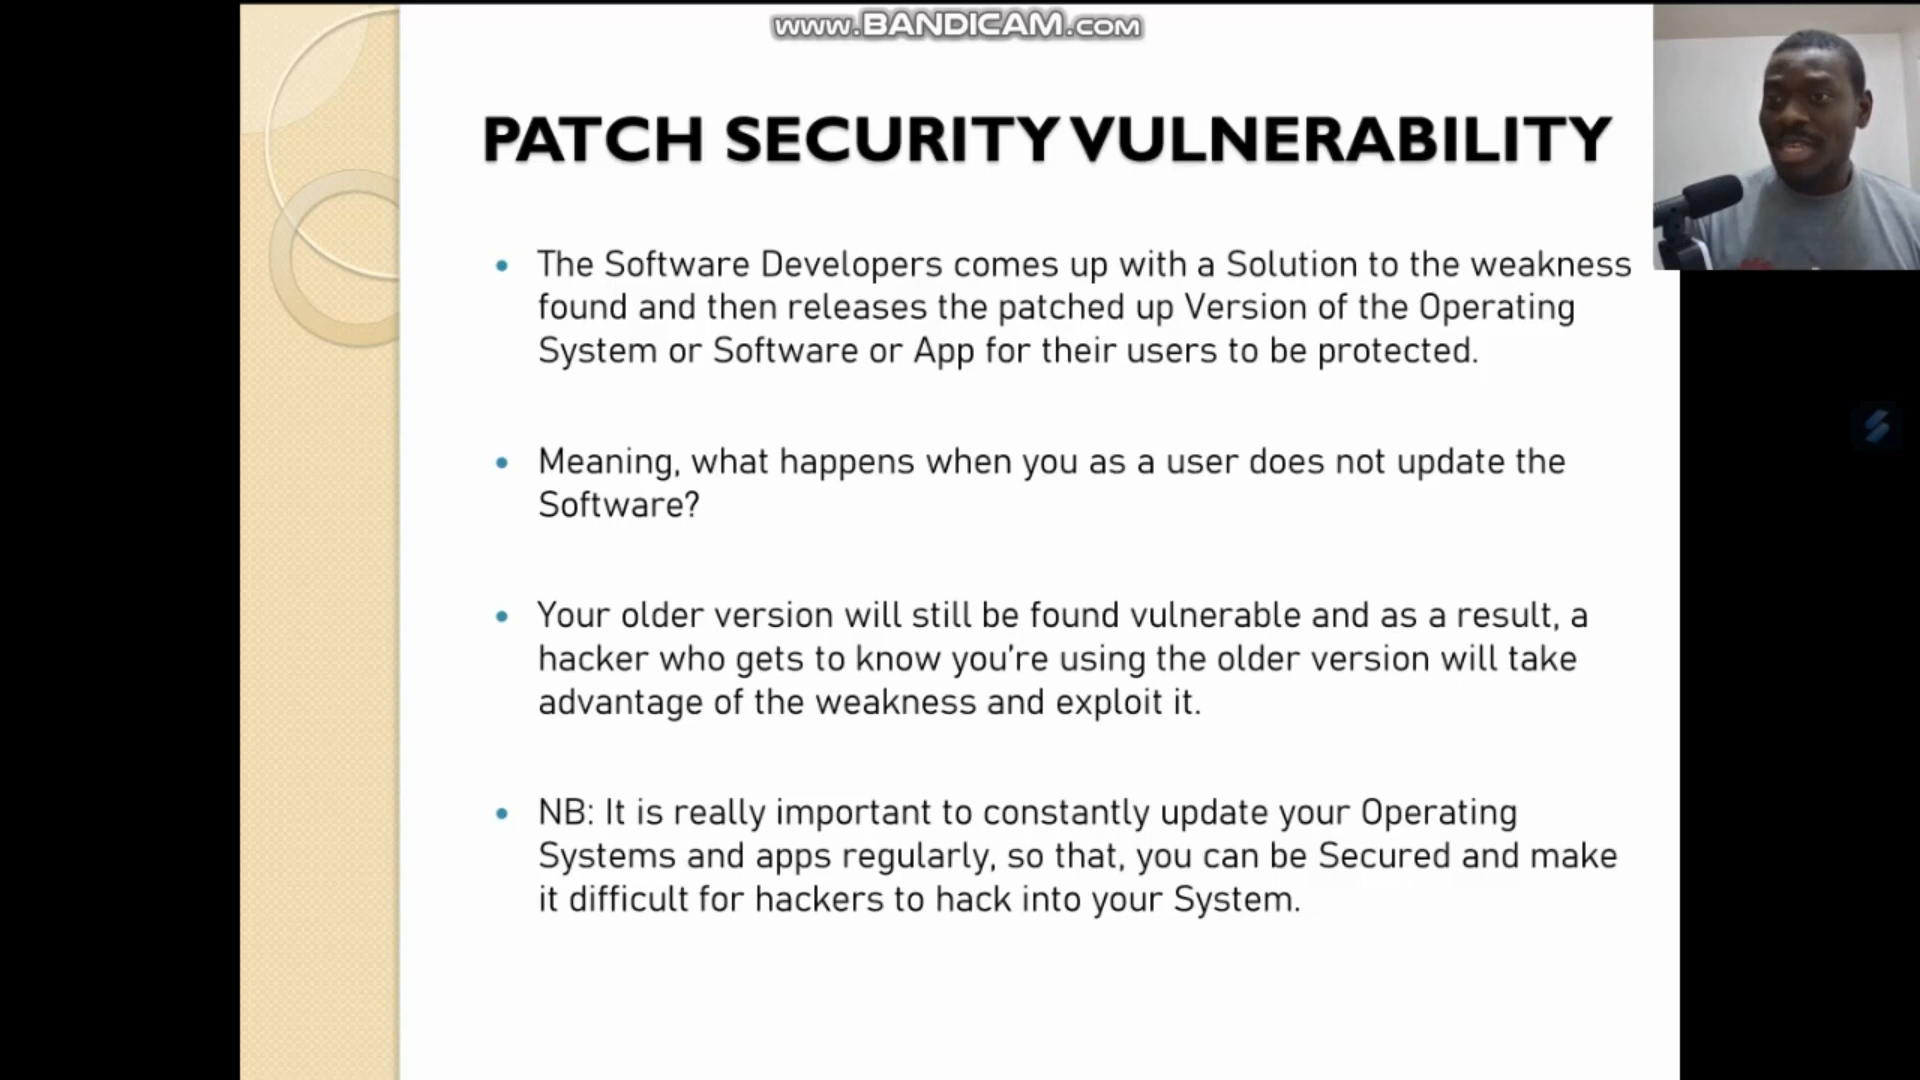 www.BANDICAM.com
PATCH SECURITY VULNERABILITY
• The Software Developers comes up with a Solution to the weakness
found and then releases the patched up Version of the Operating
System or Software or App for their users to be protected.
• Meaning, what happens when you as a user does not update the
Software?
• Your older version will still be found vulnerable and as a result, a
hacker who gets to know you're using the older version will take
advantage of the weakness and exploit it.
• NB: It is really important to constantly update your Operating
Systems and apps regularly, so that, you can be Secured and make
it difficult for hackers to hack into your System.